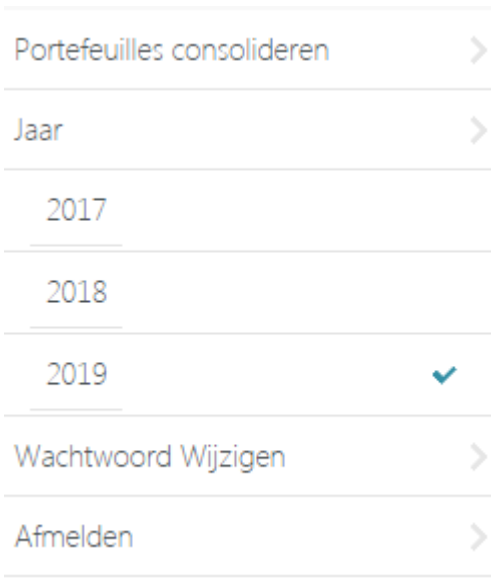 Portefeuilles consolideren
Jaar
2017
2018
2019
Wachtwoord Wijzigen
Afmelden